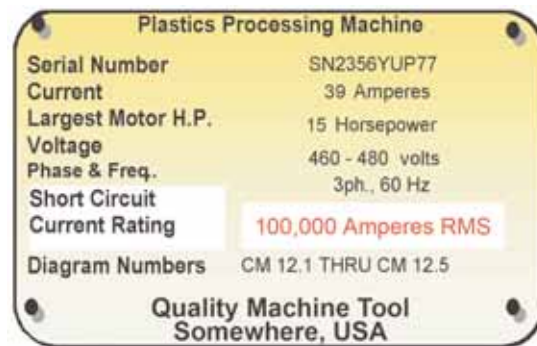 Plastics Processing Machine
Serial Number SN2356YUP77
Current 39 Amperes
Largest Motor H.P. 15 Horsepower
Voltage 460 - 480 volts
Phase & Freq.. 3ph., 60 Hz
Short Circuit
Current Rating 100,000 Amperes RMS
Diagram Numbers CM 12.1 THRU CM 12.5
Quality Machine Tool
Somewhere, USA